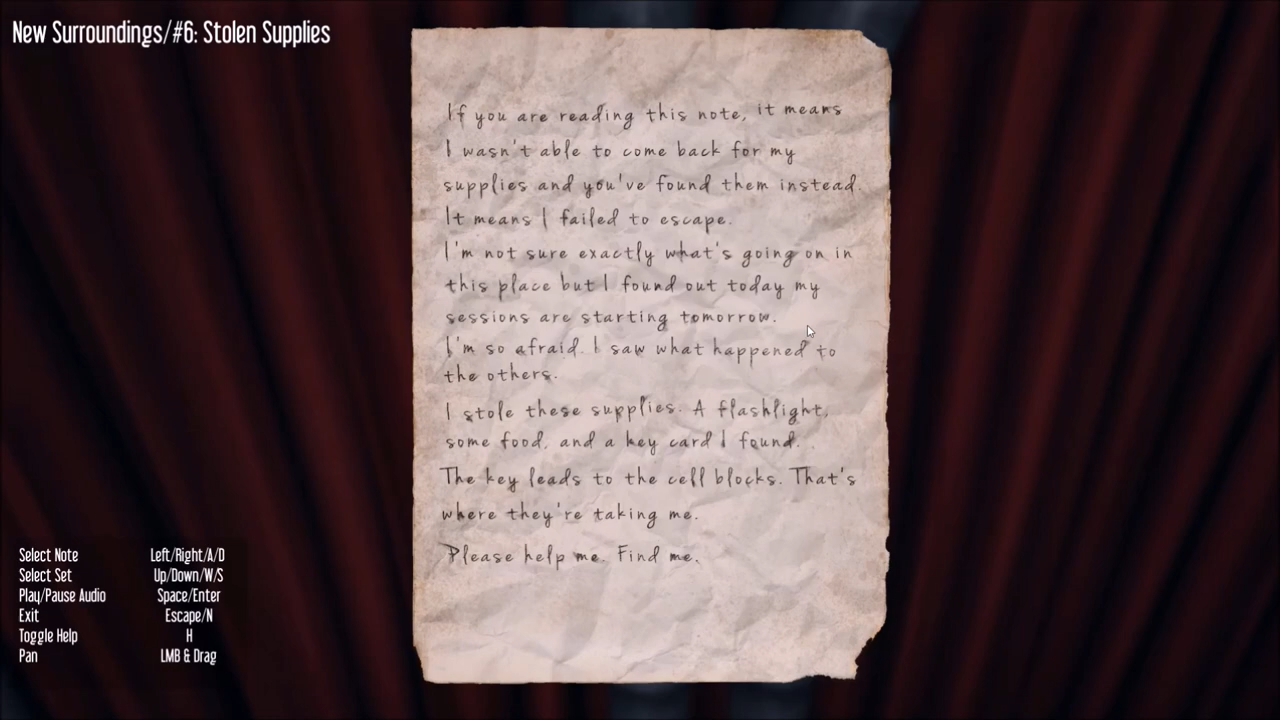 New Surroundings/#6: Stolen Supplies
If you are reading this note, it means
I wasn't able to come back for my
supplies and you've found them instead.
It means I failed to escape.
I'm not sure exactly what's going on in
this place but I found out today my
sessions are starting tomorrow.
I'm so afraid. I saw what happened to
the others.
I stole these supplies. A flashlight,
some food, and a key card I found.
The key leads to the cell blocks. That's
where they're taking me.
Please help me. Find me.
Select Note Left/Right/A/D
Select Set Up/Down/W/S
Play/Pause Audio Space/Enter
Exit Escape/N
Toggle Help H
Pan LMB & Drag